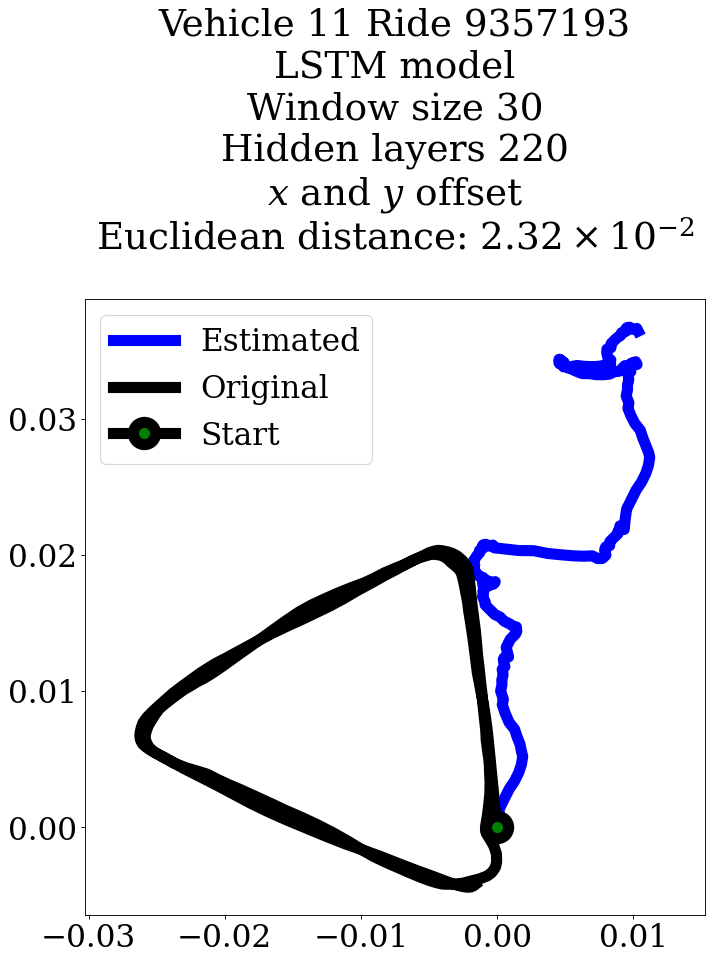 Vehicle 11 Ride 9357193
LSTM model
Window size 30
Hidden layers 220
x and y offset
Euclidean distance: 2.32 × 10⁻²
Estimated
Original
Start
0.03
0.02
0.01
0.00
−0.03 −0.02 −0.01 0.00 0.01